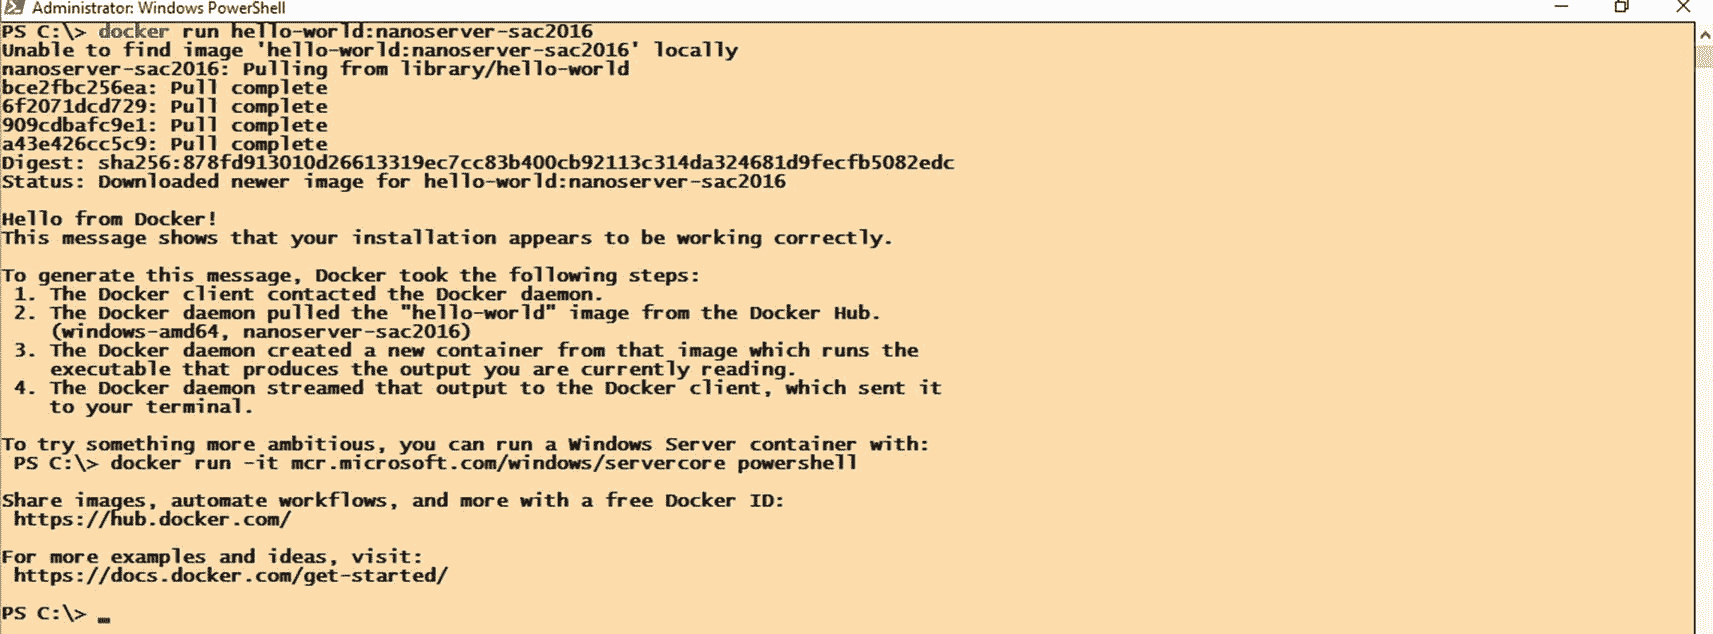 Administrator: Windows PowerShell
PS C:\> docker run hello-world:nanoserver-sac2016
Unable to find image 'hello-world:nanoserver-sac2016' locally
nanoserver-sac2016: Pulling from library/hello-world
bce2fbc256ea: Pull complete
6f2071dcd729: Pull complete
909cdbafc9e1: Pull complete
a43e426cc5c9: Pull complete
Digest: sha256:878fd913010d26613319ec7cc83b400cb92113c314da324681d9fecfb5082edc
Status: Downloaded newer image for hello-world:nanoserver-sac2016
Hello from Docker!
This message shows that your installation appears to be working correctly.
To generate this message, Docker took the following steps:
1. The Docker client contacted the Docker daemon.
2. The Docker daemon pulled the "hello-world" image from the Docker Hub.
(windows-amd64, nanoserver-sac2016)
3. The Docker daemon created a new container from that image which runs the
executable that produces the output you are currently reading.
4. The Docker daemon streamed that output to the Docker client, which sent it
to your terminal.
To try something more ambitious, you can run a Windows Server container with:
PS C:\> docker run -it mcr.microsoft.com/windows/servercore powershell
Share images, automate workflows, and more with a free Docker ID:
https://hub.docker.com/
For more examples and ideas, visit:
https://docs.docker.com/get-started/
PS C:\> _